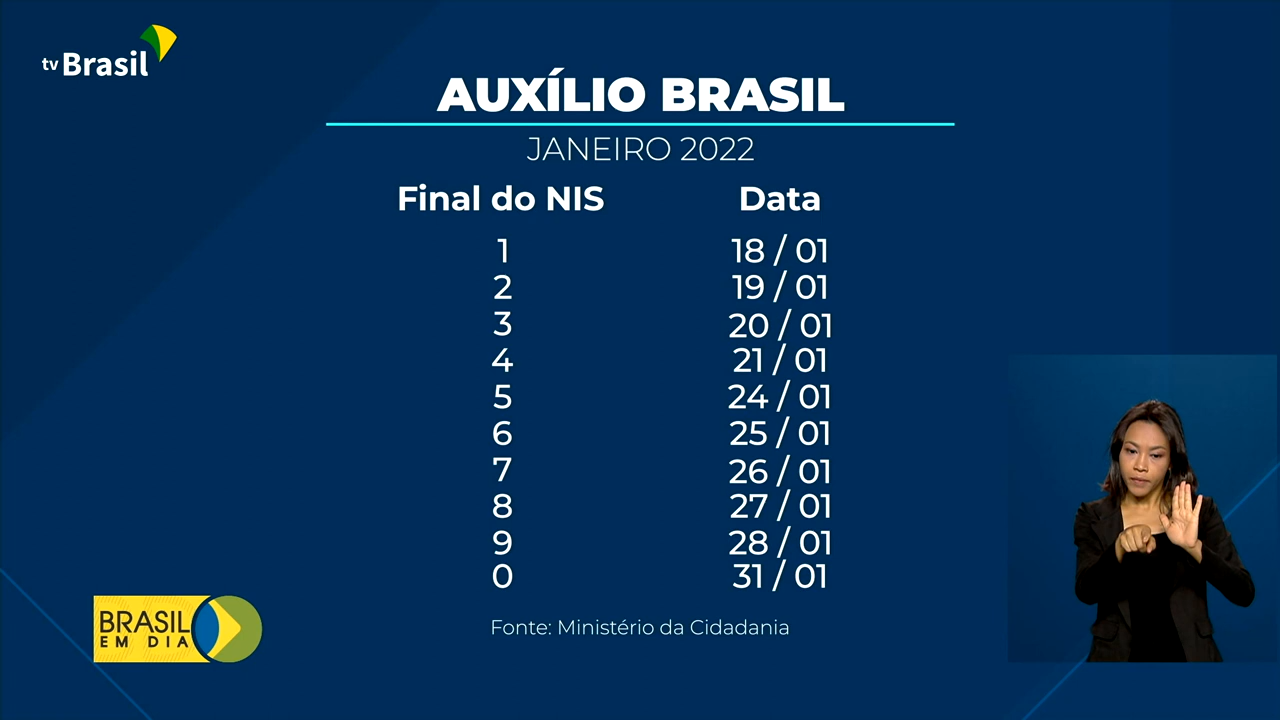 tv Brasil
AUXÍLIO BRASIL
JANEIRO 2022
Final do NIS Data
1 18 / 01
2 19 / 01
3 20 / 01
4 21 / 01
5 24 / 01
6 25 / 01
7 26 / 01
8 27 / 01
9 28 / 01
0 31 / 01
Fonte: Ministério da Cidadania
BRASIL
EM DIA